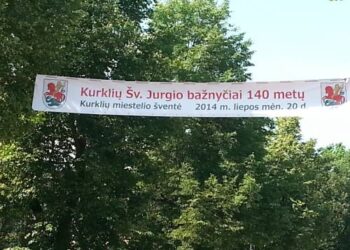 Kurklių Šv. Jurgio bažnyčiai 140 metų
Kurklių miestelio šventė 2014 m. liepos mėn. 20 d.